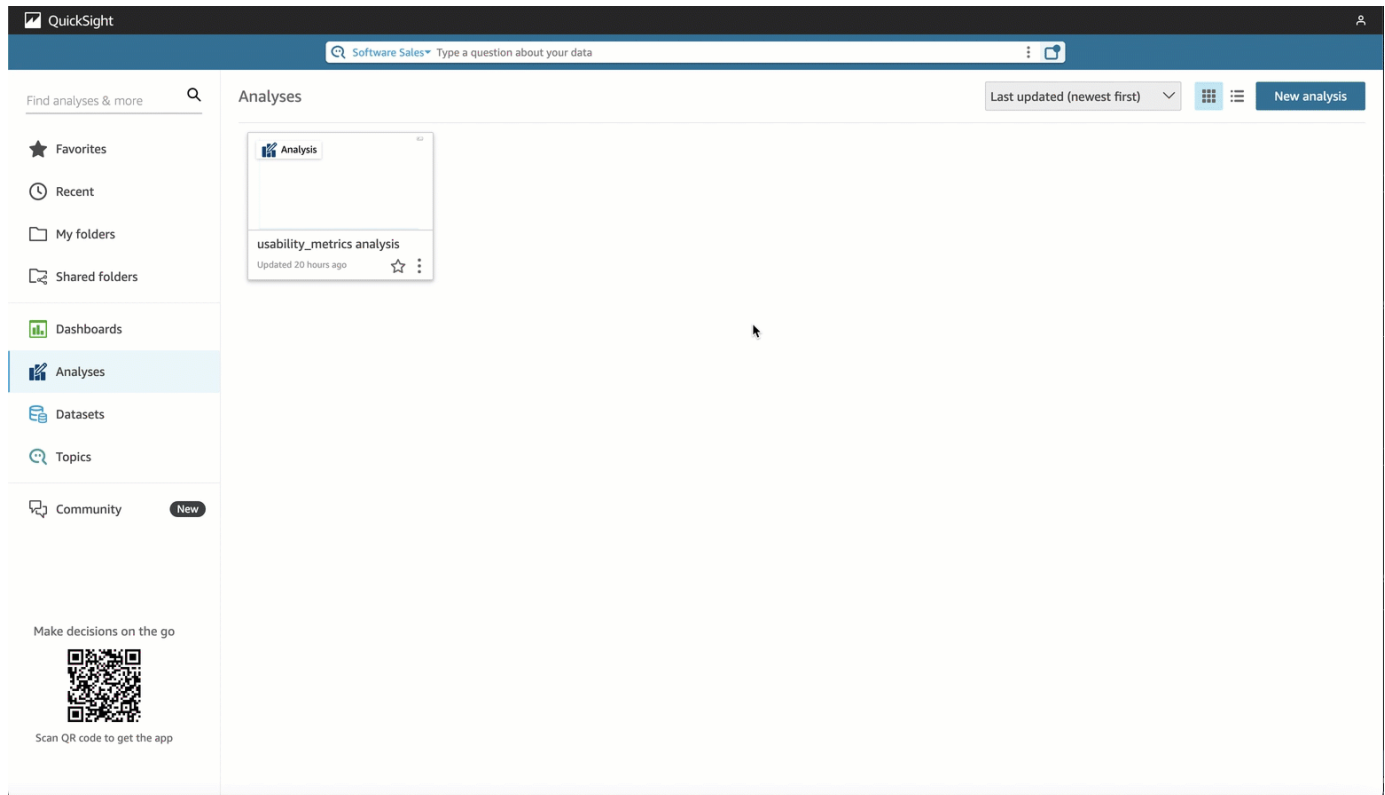 QuickSight
Software Sales Type a question about your data
Find analyses & more
Favorites
Recent
My folders
Shared folders
Dashboards
Analyses
Datasets
Topics
Community New
Make decisions on the go
Scan QR code to get the app
Analyses
Last updated (newest first)
New analysis
Analysis
usability_metrics analysis
Updated 20 hours ago